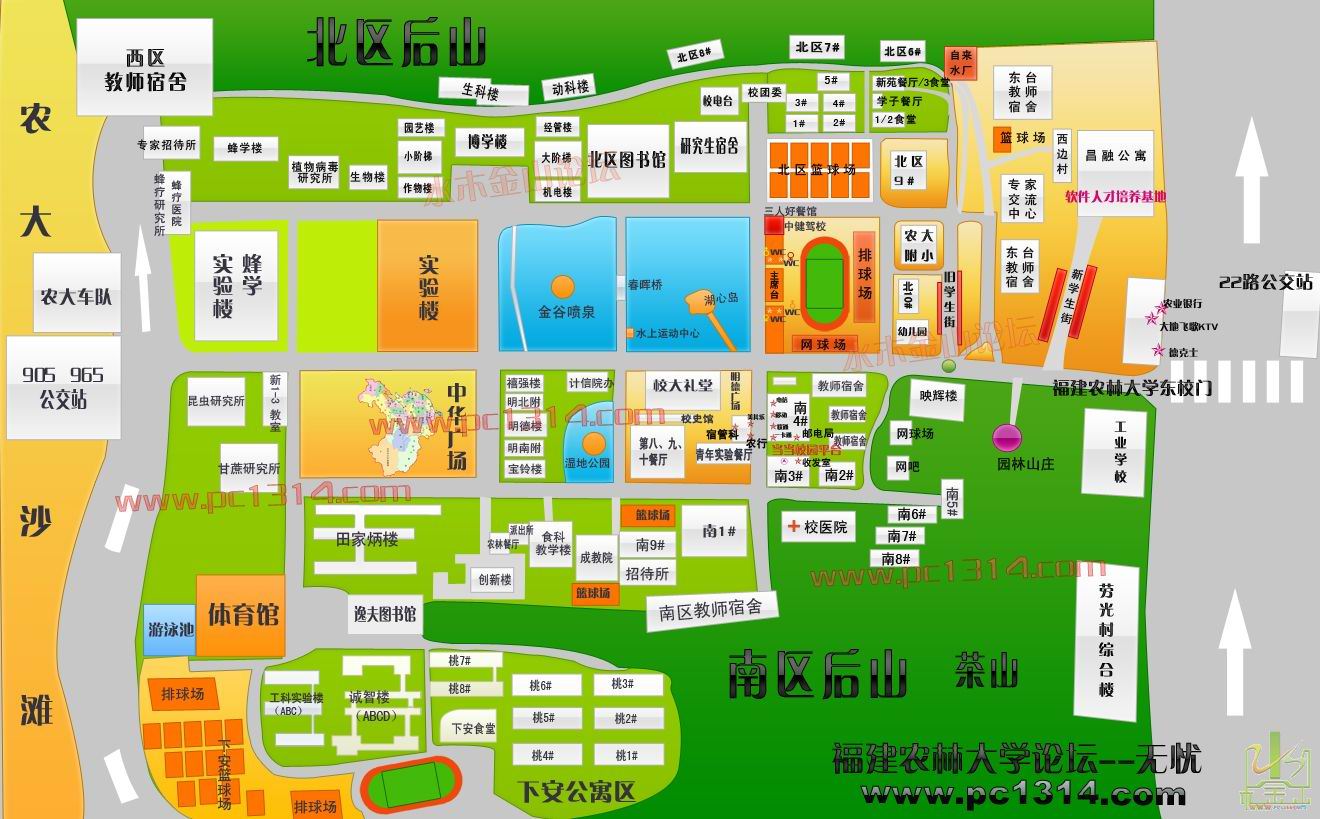 北区后山
西区
教师宿舍
农
大
沙
滩
北区8#
北区7#
北区6#
自来
水厂
生科楼
动科楼
校电台
校团委
5#
3#
4#
1#
2#
新苑餐厅/3食堂
学子餐厅
1/2食堂
东台
教师
宿舍
专家招待所
蜂学楼
植物病毒
研究所
生物楼
园艺楼
小阶梯
作物楼
博学楼
经管楼
大阶梯
机电楼
北区图书馆
研究生宿舍
北区篮球场
北区
9#
篮球场
西边村
昌融公寓
软件人才培养基地
专家
交流
中心
蜂疗研究所
蜂疗医院
水木金山论坛
三人好餐馆
中健驾校
农大
附小
东台
教师
宿舍
农大车队
蜂学
实验楼
实验楼
金谷喷泉
春晖桥
湖心岛
水上运动中心
WC
WC
主席台
WC
WC
排球场
网球场
北10#
幼儿园
旧学生街
新学生街
22路公交站
农业银行
大地飞歌KTV
德克士
水木金山论坛
905 965
公交站
福建农林大学东校门
昆虫研究所
新1-3教室
甘蔗研究所
中华广场
禧强楼
明北附
明德楼
明南附
宝铃楼
计信院办
湿地公园
校大礼堂
明德广场
校史馆
第八、九、
十餐厅
宿管科
青年实验餐厅
农行
南4#
邮电局
当当校园平台
收发室
南3#
南2#
教师宿舍
教师宿舍
教师宿舍
映辉楼
网球场
网吧
园林山庄
工业学校
www.pc1314.com
www.pc1314.com
田家炳楼
农林餐厅
派出所
食科
教学楼
创新楼
成教院
篮球场
南9#
招待所
篮球场
南1#
校医院
南5#
南6#
南7#
南8#
www.pc1314.com
南区教师宿舍
劳光村综合楼
体育馆
游泳池
逸夫图书馆
南区后山
茶山
排球场
下安篮球场
排球场
工科实验楼
(ABC)
诚智楼
(ABCD)
桃7#
桃8#
下安食堂
桃6#
桃5#
桃4#
桃3#
桃2#
桃1#
下安公寓区
福建农林大学论坛--无忧
www.pc1314.com